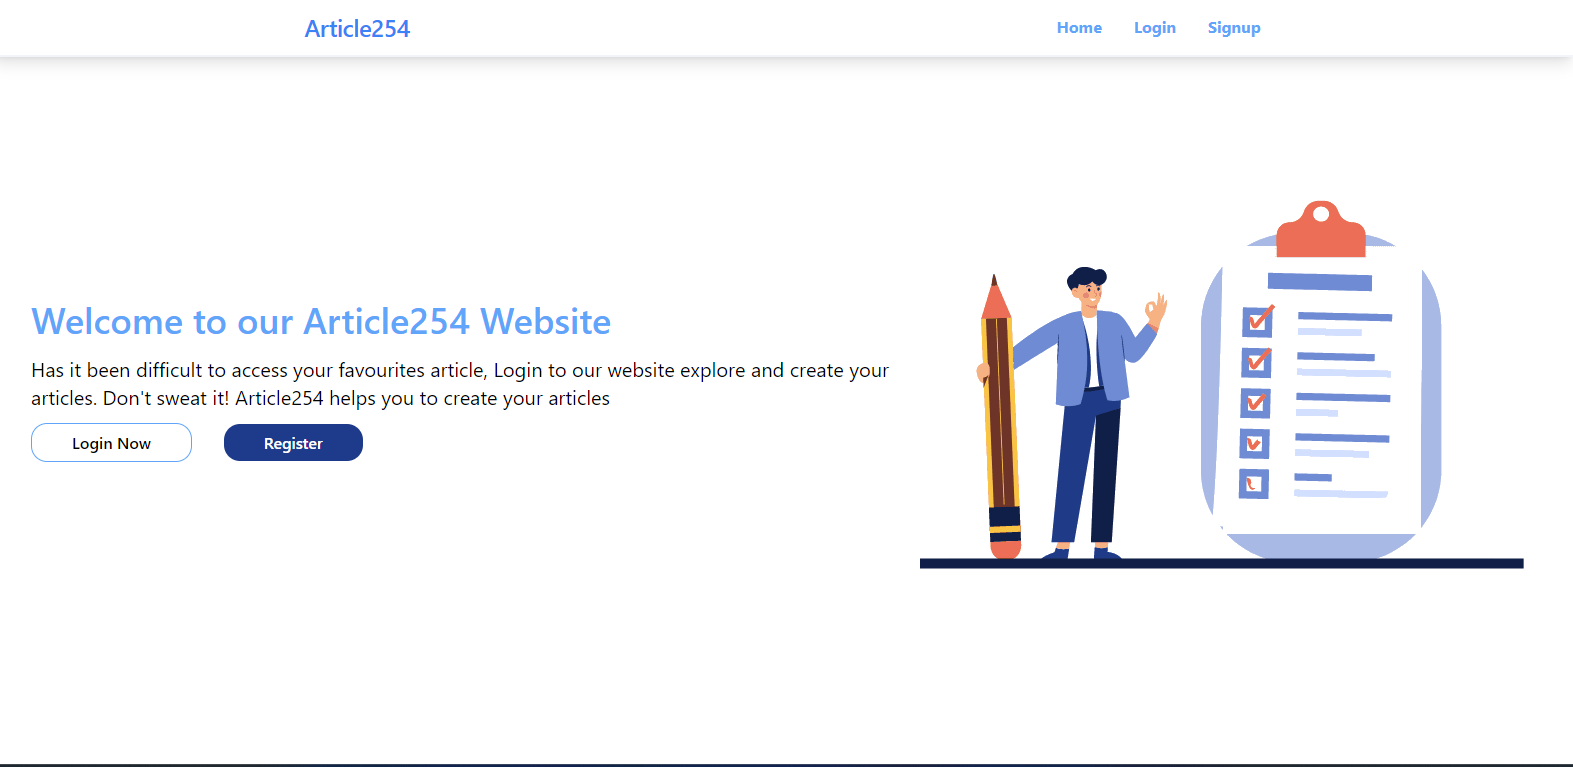 Article254
Home
Login
Signup
Welcome to our Article254 Website
Has it been difficult to access your favourites article, Login to our website explore and create your
articles. Don't sweat it! Article254 helps you to create your articles
Login Now
Register